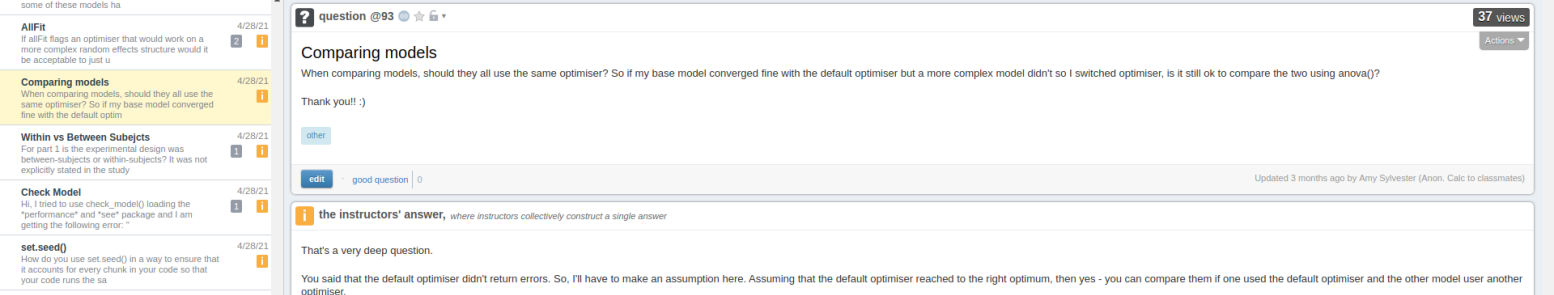 some of these models ha
AllFit
4/28/21
If allFit flags an optimiser that would work on a
more complex random effects structure would it
be acceptable to just u
2
i
Comparing models
4/28/21
When comparing models, should they all use the
same optimiser? So if my base model converged
fine with the default optim
i
Within vs Between Subejcts
4/28/21
For part 1 is the experimental design was
between-subjects or within-subjects? It was not
explicitly stated in the study
1
i
Check Model
4/28/21
Hi, I tried to use check_model() loading the
*performance* and *see* package and I am
getting the following error: "
1
i
set.seed()
4/28/21
How do you use set.seed() in a way to ensure that
it accounts for every chunk in your code so that
your code runs the sa
i
? question @93
37 views
Actions
Comparing models
When comparing models, should they all use the same optimiser? So if my base model converged fine with the default optimiser but a more complex model didn't so I switched optimiser, is it still ok to compare the two using anova()?
Thank you!! :)
other
edit · good question 0
Updated 3 months ago by Amy Sylvester (Anon. Calc to classmates)
i the instructors' answer, where instructors collectively construct a single answer
That's a very deep question.
You said that the default optimiser didn't return errors. So, I'll have to make an assumption here. Assuming that the default optimiser reached to the right optimum, then yes - you can compare them if one used the default optimiser and the other model user another
optimiser.